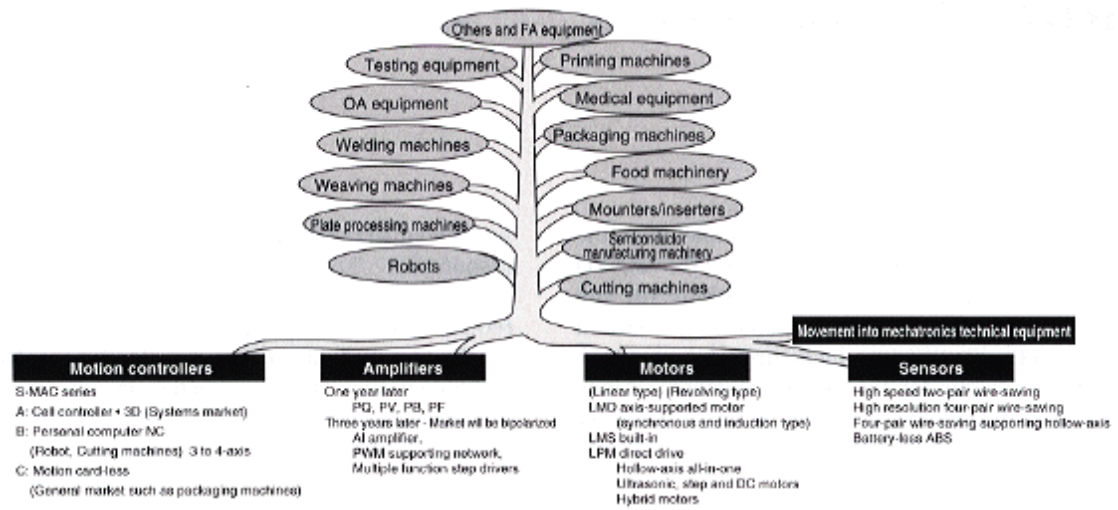 Others and FA equipment
Testing equipment
Printing machines
OA equipment
Medical equipment
Welding machines
Packaging machines
Weaving machines
Food machinery
Plate processing machines
Mounters/inserters
Robots
Semiconductor
manufacturing machinery
Cutting machines
Movement into mechatronics technical equipment
Motion controllers
S-MAC series
A: Cell controller • 3D (Systems market)
B: Personal computer NC
(Robot, Cutting machines) 3 to 4-axis
C: Motion card-less
(General market such as packaging machines)
Amplifiers
One year later
PQ, PV, PB, PF
Three years later - Market will be bipolarized
AI amplifier,
PWM supporting network,
Multiple function step drivers
Motors
(Linear type) (Revolving type)
LMD axis-supported motor
(synchronous and induction type)
LMS built-in
LPM direct drive
Hollow-axis all-in-one
Ultrasonic, step and DC motors
Hybrid motors
Sensors
High speed two-pair wire-saving
High resolution four-pair wire-saving
Four-pair wire-saving supporting hollow-axis
Battery-less ABS